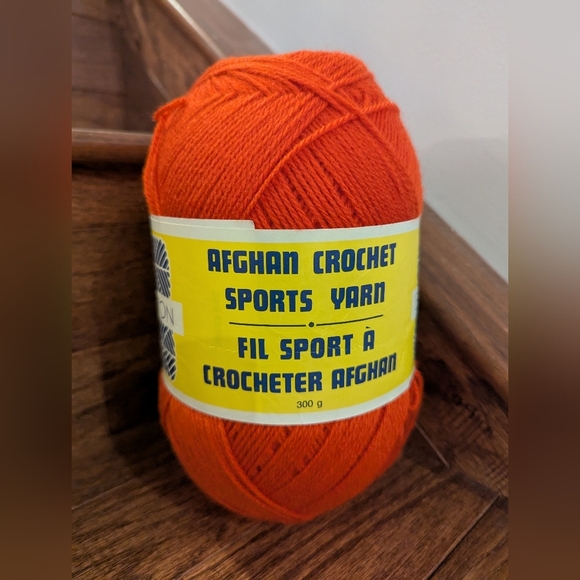 AFGHAN CROCHET
SPORTS YARN
FIL SPORT À
CROCHETER AFGHAN
300 g